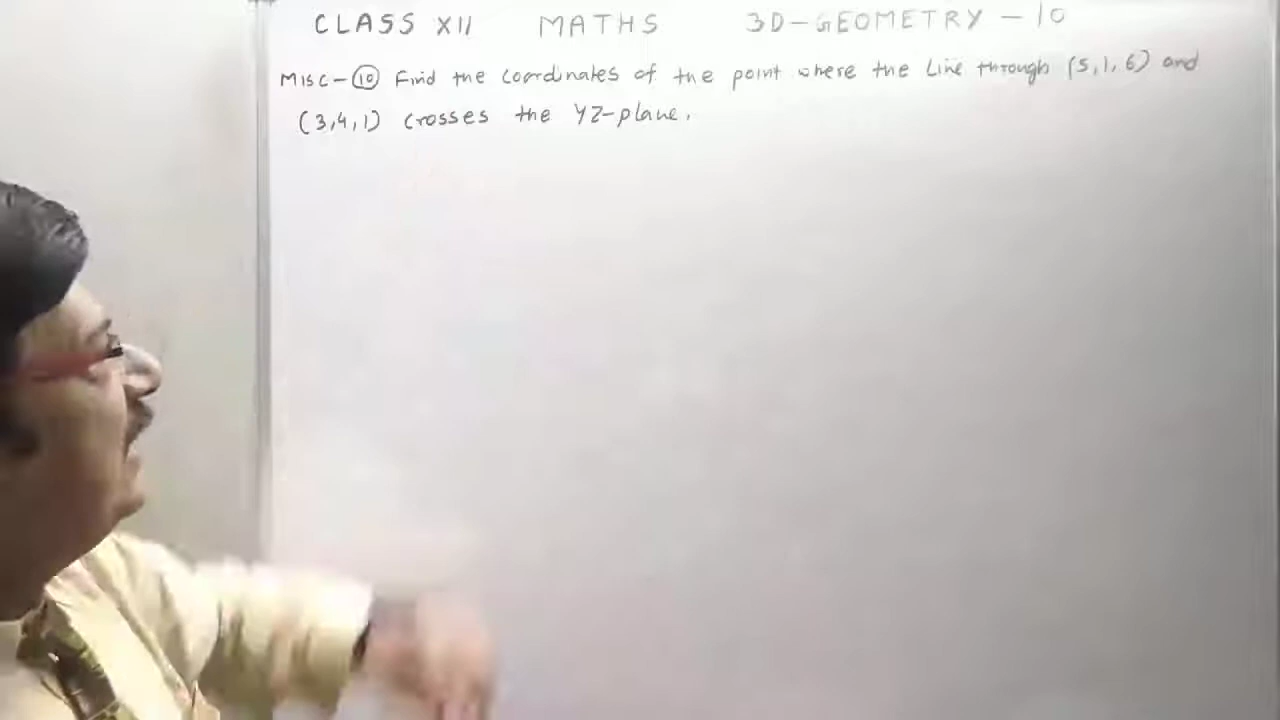 CLASS XII MATHS 3D-GEOMETRY-10
MISC-10 Find the coordinates of the point where the Line through (5,1,6) and
(3,4,1) crosses the YZ-plane.